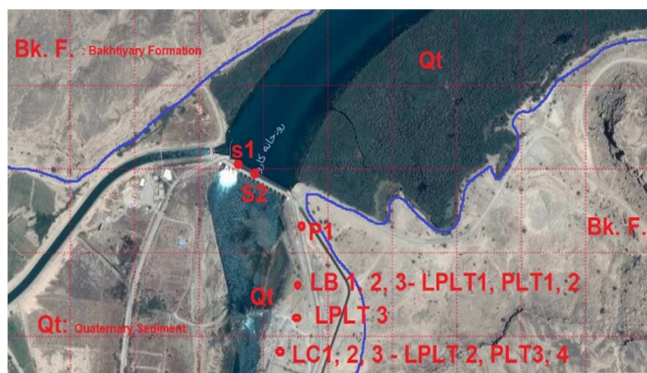 Bk. F. : Bakhtiyary Formation
Qt
s1
S2
رودخانه
P1
Bk. F.
LB 1, 2, 3- LPLT1, PLT1, 2
Qt
LPLT 3
Qt: Quaternary Sediment
LC1, 2, 3 - LPLT 2, PLT3, 4